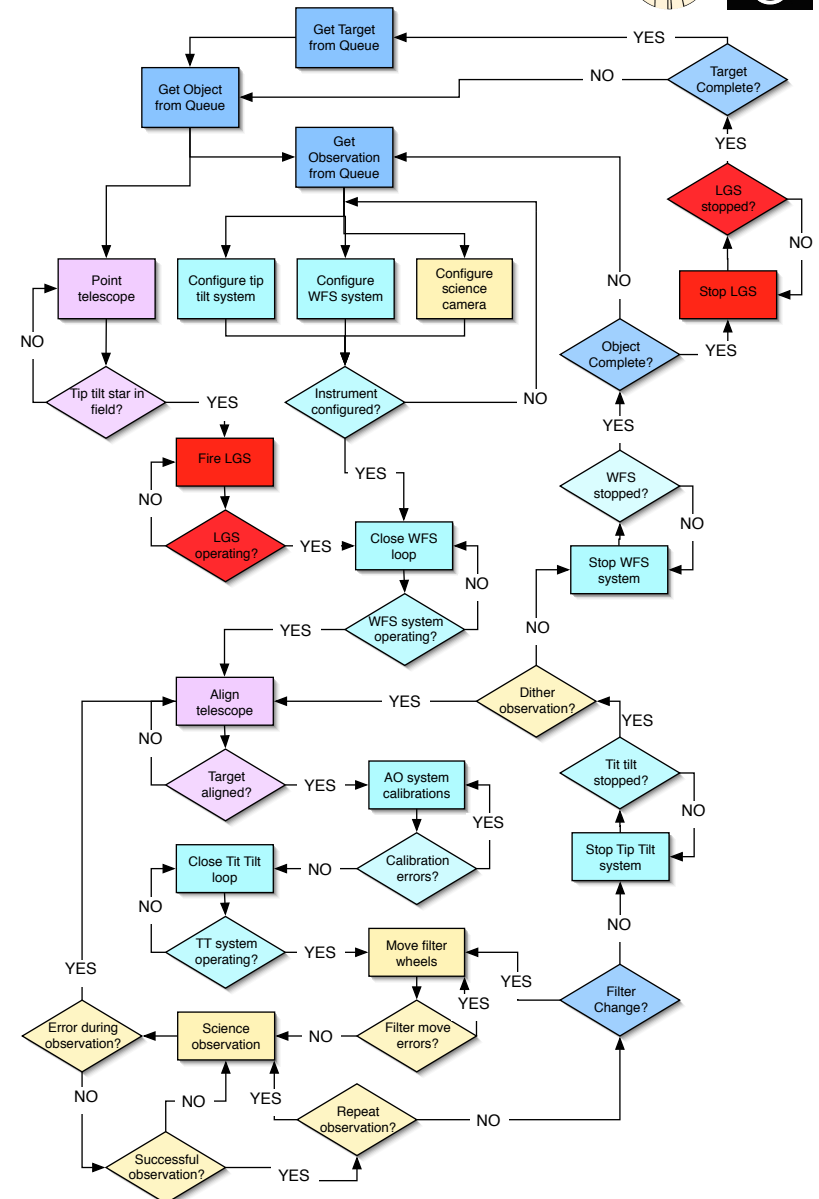 Get Target
from Queue
YES
Target
Complete?
NO
Get Object
from Queue
YES
Get
Observation
from Queue
LGS
stopped?
NO
Point
telescope
Configure tip
tilt system
Configure
WFS system
Configure
science
camera
NO
Stop LGS
NO
Object
Complete?
YES
Tip tilt star in
field?
YES
Instrument
configured?
NO
YES
Fire LGS
YES
WFS
stopped?
NO
NO
LGS
operating?
YES
Close WFS
loop
NO
Stop WFS
system
YES
WFS system
operating?
NO
Align
telescope
YES
Dither
observation?
YES
NO
Target
aligned?
YES
AO system
calibrations
Tit tilt
stopped?
NO
YES
Close Tit Tilt
loop
NO
Calibration
errors?
Stop Tip Tilt
system
NO
NO
TT system
operating?
YES
Move filter
wheels
YES
YES
YES
Filter
Change?
Error during
observation?
Science
observation
NO
Filter move
errors?
NO
NO
YES
Repeat
observation?
NO
Successful
observation?
YES